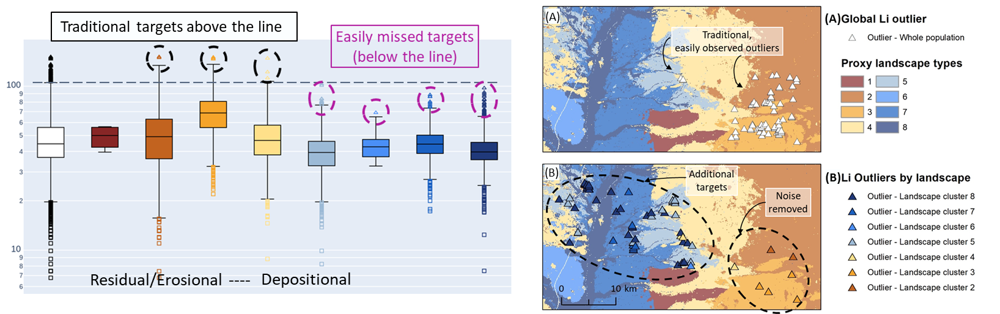 Traditional targets above the line
Easily missed targets
(below the line)
100
9
8
7
6
5
4
3
2
10
9
8
7
6
Residual/Erosional ---- Depositional
(A)
Traditional,
easily observed outliers
(A)Global Li outlier
Outlier - Whole population
Proxy landscape types
1
5
2
6
3
7
4
8
(B)
Additional
targets
Noise
removed
0
10 km
(B)Li Outliers by landscape
Outlier - Landscape cluster 8
Outlier - Landscape cluster 7
Outlier - Landscape cluster 6
Outlier - Landscape cluster 5
Outlier - Landscape cluster 4
Outlier - Landscape cluster 3
Outlier - Landscape cluster 2